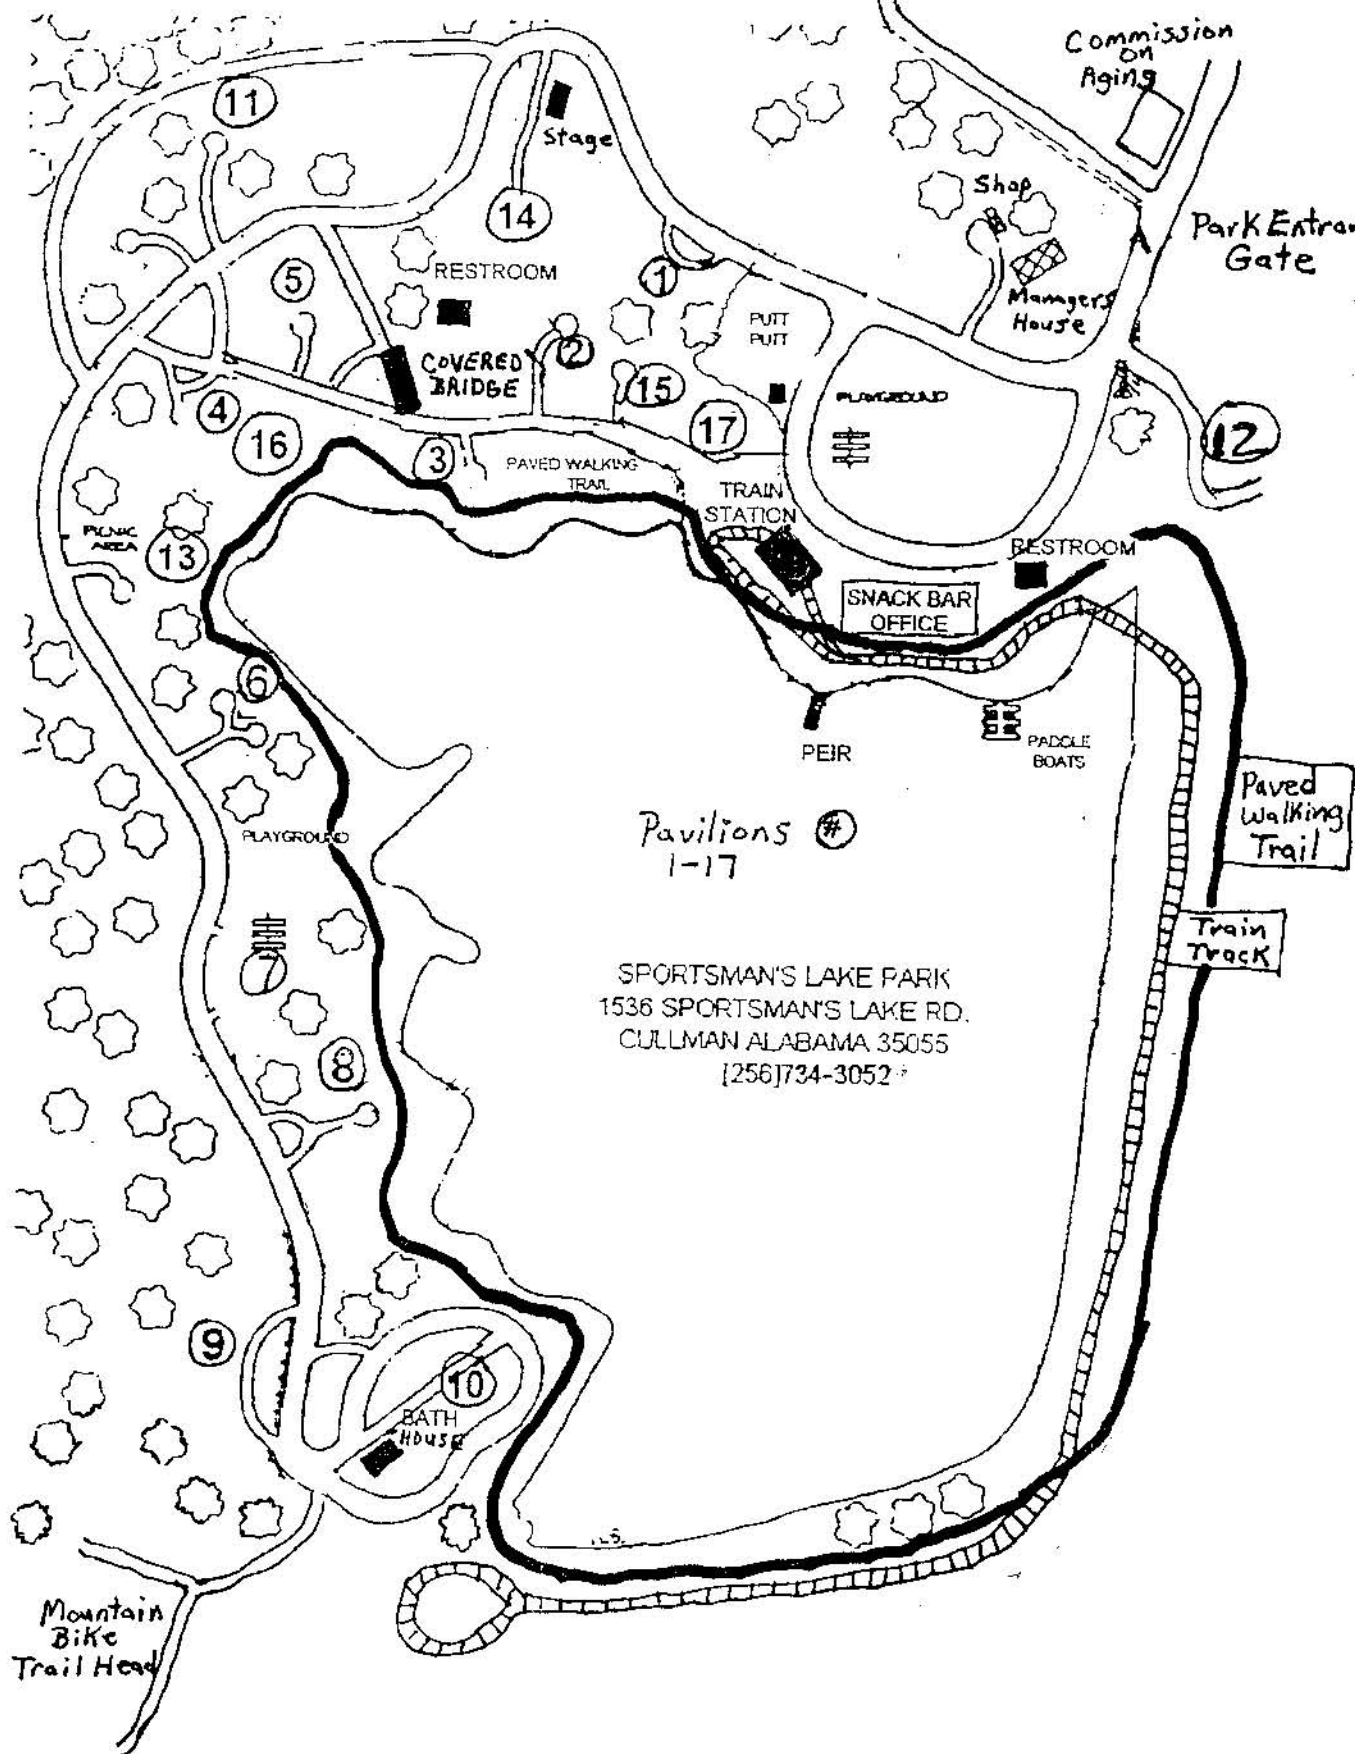 Commission
on
Aging
11
Stage
Shop
14
Park Entran
Gate
RESTROOM
5
1
Managers
House
PUTT
PUTT
2
COVERED
BRIDGE
15
PLAYGROUND
4
16
17
12
3
PAVED WALKING
TRAIL
TRAIN
STATION
PICNIC
AREA
13
RESTROOM
SNACK BAR
OFFICE
6
PEIR
PADDLE
BOATS
Paved
Walking
Trail
PLAYGROUND
Pavilions #
1-17
Train
Track
7
SPORTSMAN'S LAKE PARK
1536 SPORTSMAN'S LAKE RD.
CULLMAN ALABAMA 35055
[256]734-3052
8
9
10
BATH
HOUSE
Mountain
Bike
Trail Head